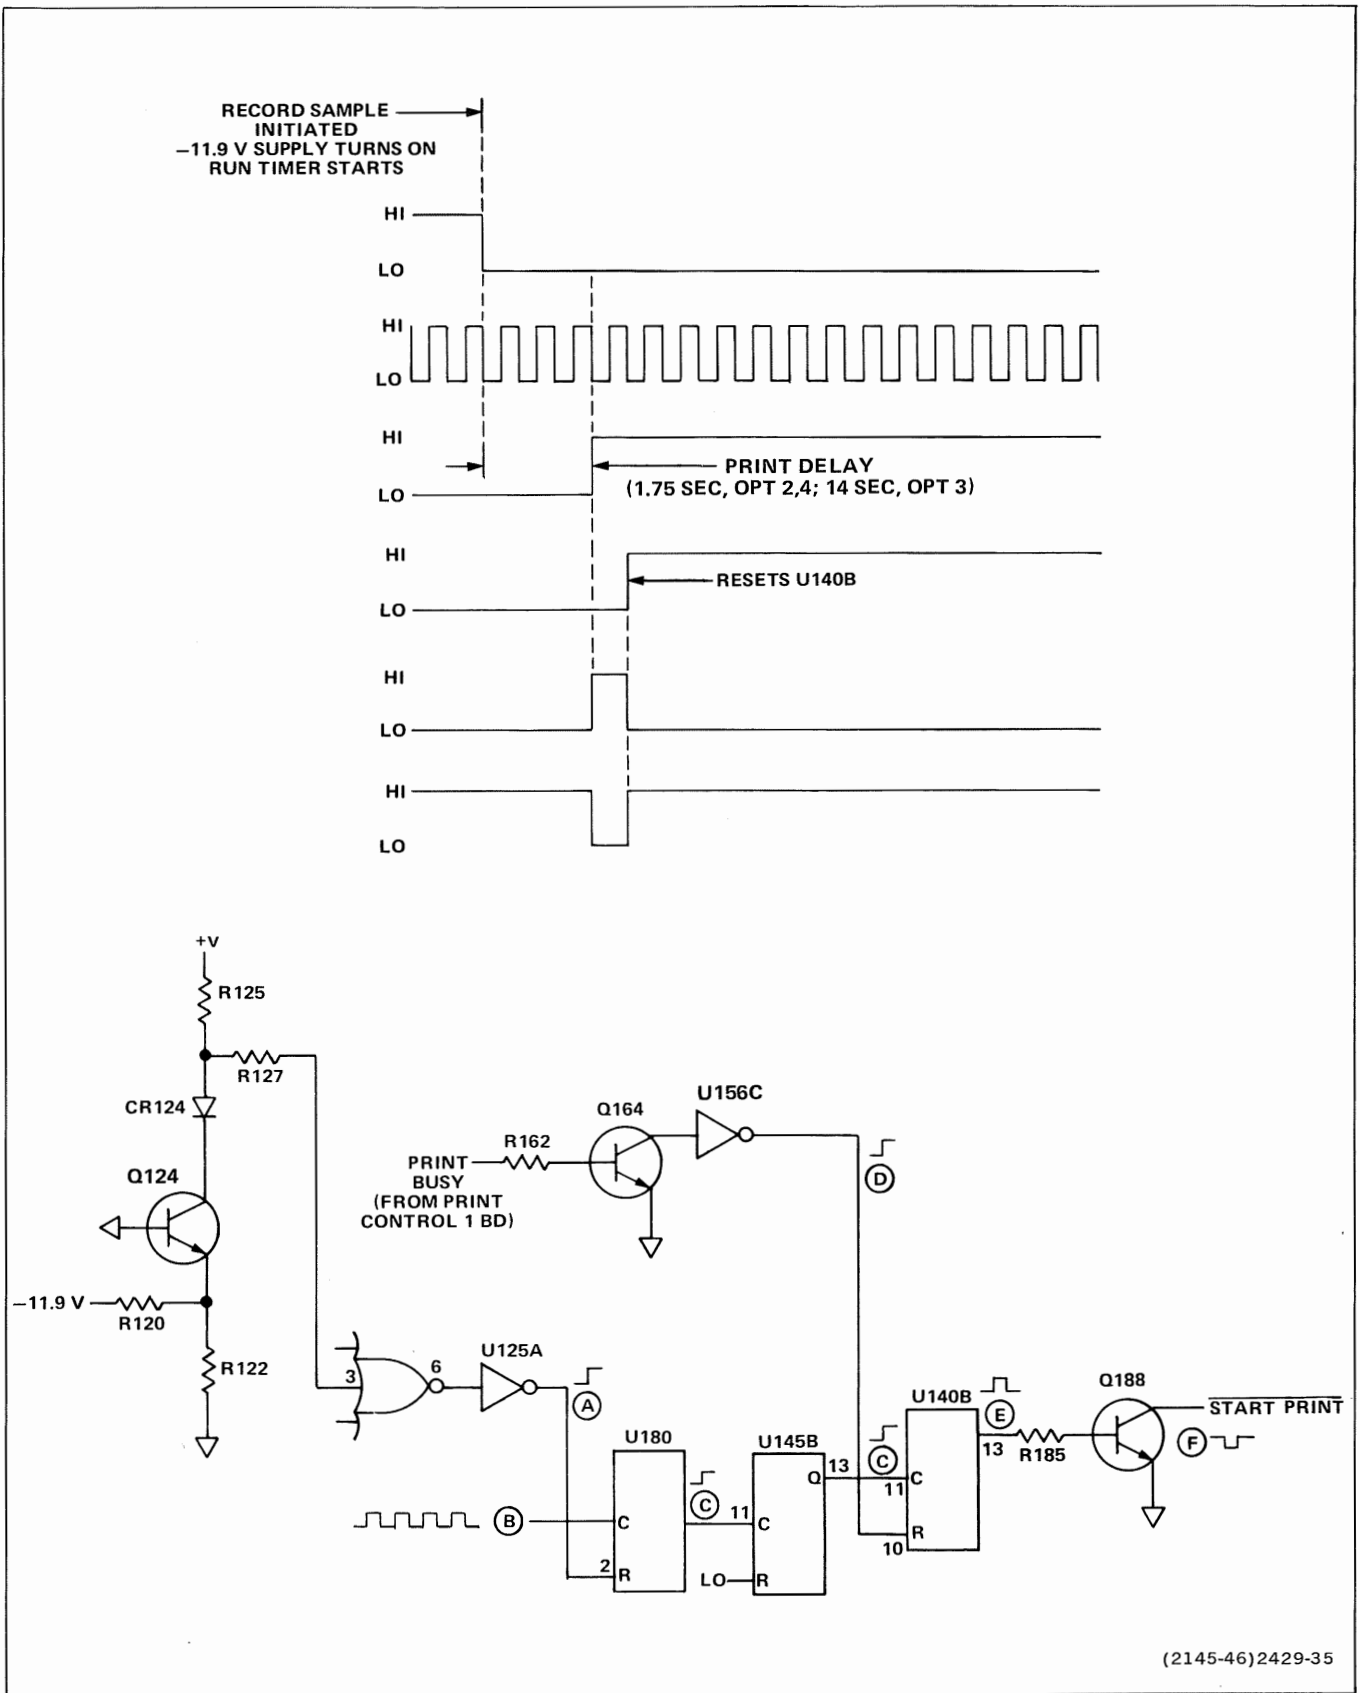 RECORD SAMPLE
INITIATED
−11.9 V SUPPLY TURNS ON
RUN TIMER STARTS
HI
LO
HI
LO
HI
PRINT DELAY
LO
(1.75 SEC, OPT 2,4; 14 SEC, OPT 3)
HI
RESETS U140B
LO
HI
LO
HI
LO
+V
R125
R127
CR124
Q124
−11.9 V
R120
R122
Q164
U156C
R162
PRINT
BUSY
(FROM PRINT
CONTROL 1 BD)
D
3
6
U125A
A
B
U180
C
2
R
C
U145B
11
C
LO
R
Q
13
C
U140B
11
C
10
R
E
13
R185
Q188
START PRINT
F
(2145-46)2429-35